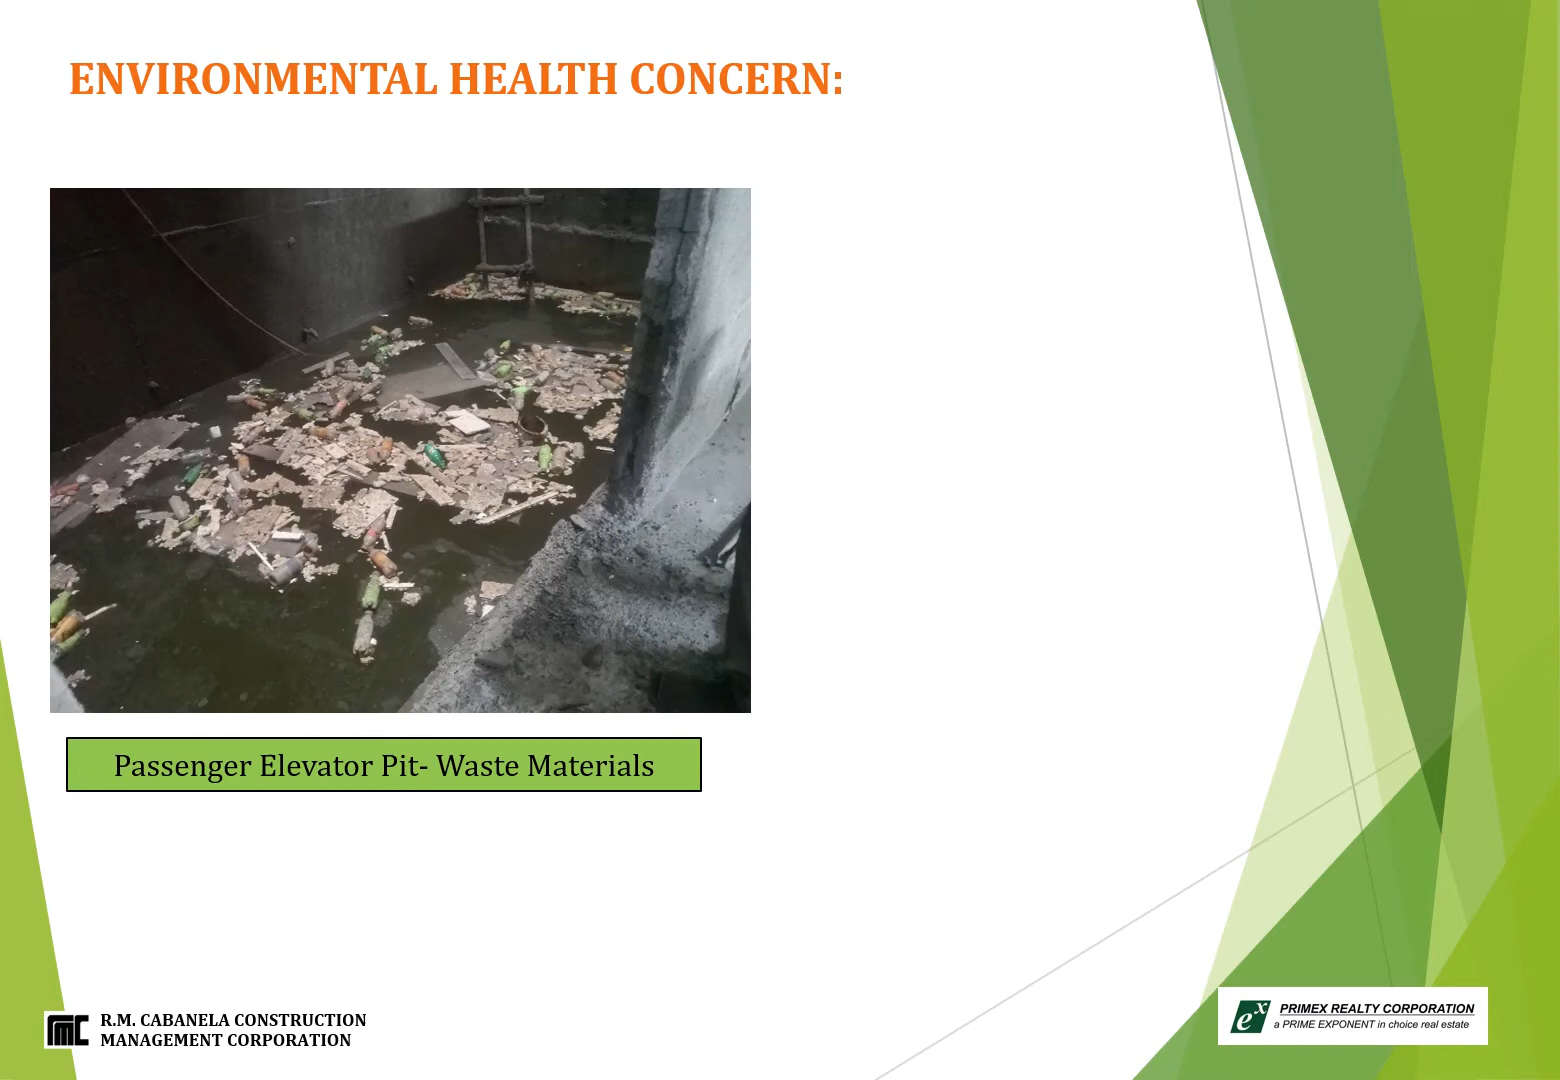 ENVIRONMENTAL HEALTH CONCERN:
Passenger Elevator Pit- Waste Materials
R.M. CABANELA CONSTRUCTION
MANAGEMENT CORPORATION
ex PRIMEX REALTY CORPORATION
a PRIME EXPONENT in choice real estate